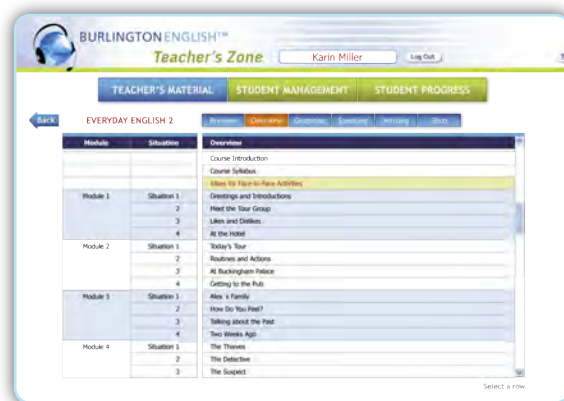 BURLINGTONENGLISH™
Teacher's Zone
Karin Miller
Log Out
TEACHER'S MATERIAL STUDENT MANAGEMENT STUDENT PROGRESS
Back
EVERYDAY ENGLISH 2
Overview
Module Situation Overview
Course Introduction
Course Syllabus
Ideas for Face to Face Activities
Module 1 Situation 1 Greetings and Introductions
2 Meet the Tour Group
3 Likes and Dislikes
4 At the Hotel
Module 2 Situation 1 Today's Tour
2 Routines and Actions
3 At Buckingham Palace
4 Getting to the Pub
Module 3 Situation 1 Alex´s Family
2 How Do You Feel?
3 Talking about the Past
4 Two Weeks Ago
Module 4 Situation 1 The Thieves
2 The Detective
3 The Suspect
Select a row